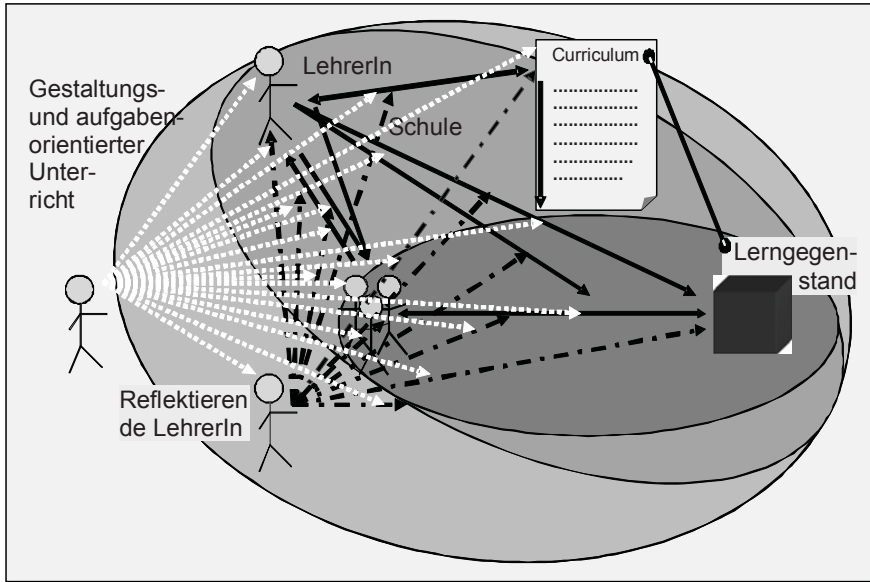 LehrerIn
Curriculum
Gestaltungs-
und aufgaben-
orientierter
Unter-
richt
Schule
Lerngegen-
stand
Reflektieren
de LehrerIn